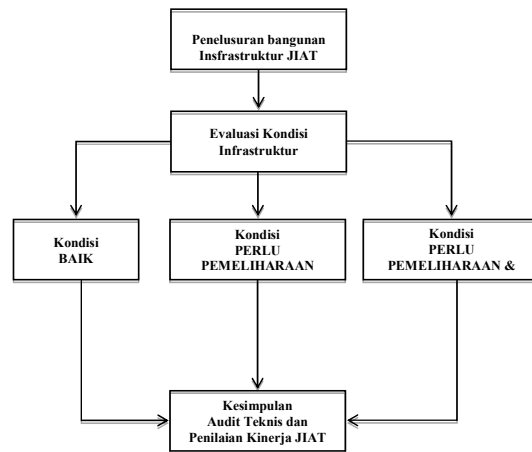 Penelusuran bangunan
Insfrastruktur JIAT
Evaluasi Kondisi
Infrastruktur
Kondisi
BAIK
Kondisi
PERLU
PEMELIHARAAN
Kondisi
PERLU
PEMELIHARAAN &
Kesimpulan
Audit Teknis dan
Penilaian Kinerja JIAT